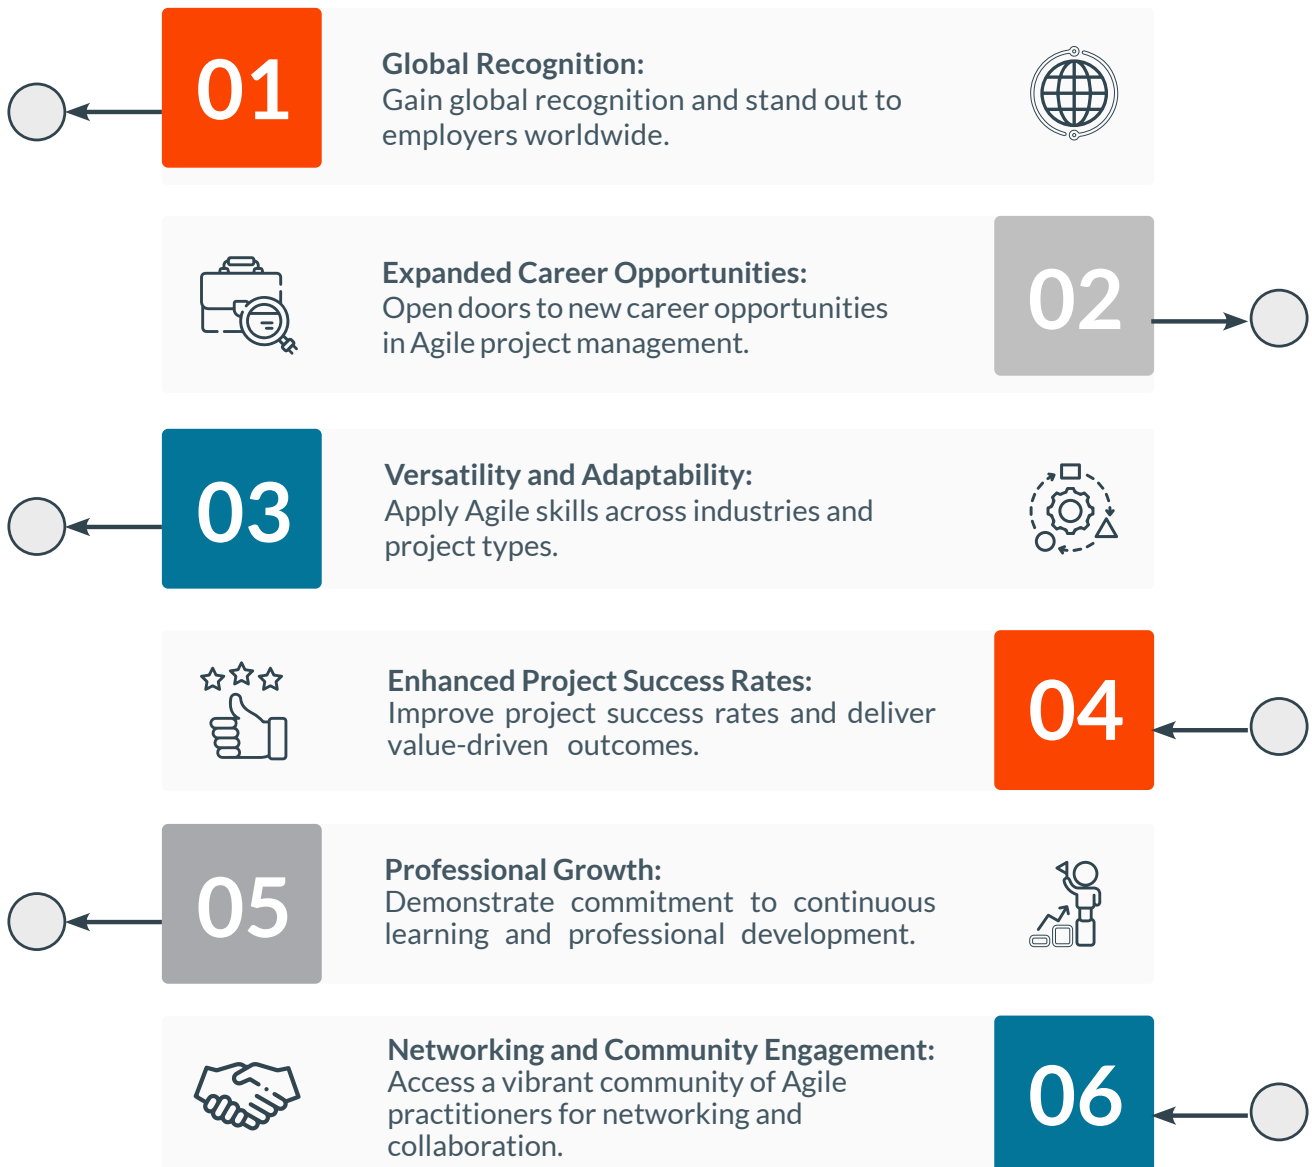 01
Global Recognition:
Gain global recognition and stand out to
employers worldwide.
Expanded Career Opportunities:
Open doors to new career opportunities
in Agile project management.
02
03
Versatility and Adaptability:
Apply Agile skills across industries and
project types.
Enhanced Project Success Rates:
Improve project success rates and deliver
value-driven outcomes.
04
05
Professional Growth:
Demonstrate commitment to continuous
learning and professional development.
Networking and Community Engagement:
Access a vibrant community of Agile
practitioners for networking and
collaboration.
06